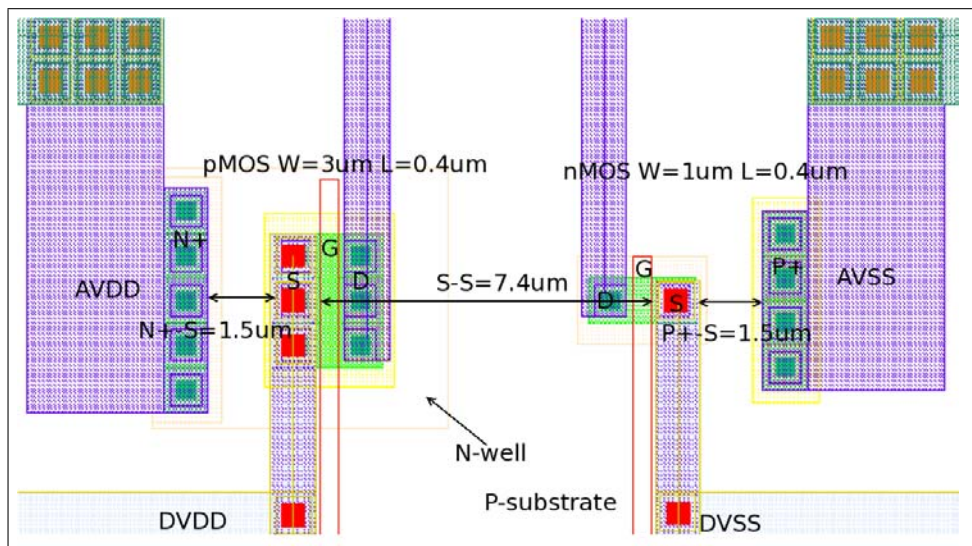 pMOS W=3um L=0.4um
nMOS W=1um L=0.4um
N+
G
S
D
S-S=7.4um
G
D
S
P+
AVDD
AVSS
N+-S=1.5um
P+-S=1.5um
N-well
P-substrate
DVDD
DVSS